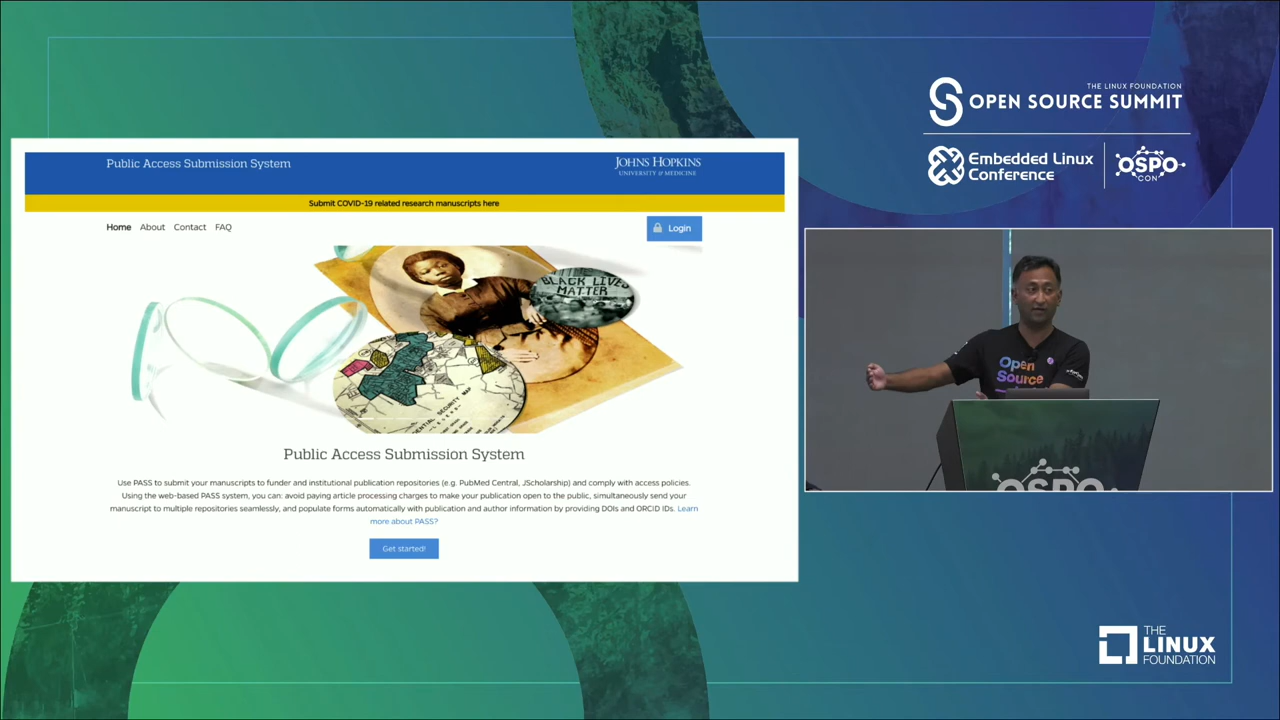 Public Access Submission System
JOHNS HOPKINS
UNIVERSITY & MEDICINE
Submit COVID-19 related research manuscripts here
Home About Contact FAQ
Login
BLACK LIVES
MATTER
SECURITY MAP
Public Access Submission System
Use PASS to submit your manuscripts to funder and institutional publication repositories (e.g. PubMed Central, JScholarship) and comply with access policies.
Using the web-based PASS system, you can: avoid paying article processing charges to make your publication open to the public, simultaneously send your
manuscript to multiple repositories seamlessly, and populate forms automatically with publication and author information by providing DOIs and ORCID IDs. Learn
more about PASS?
Get started!
THE LINUX FOUNDATION
OPEN SOURCE SUMMIT
Embedded Linux
Conference
OSPO
CON
Open
Source
OSPO
THE
LINUX
FOUNDATION